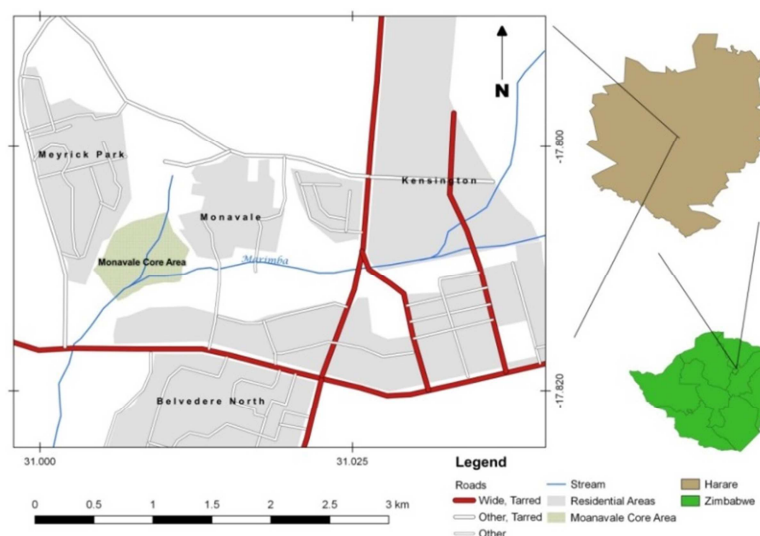 N
-17.800
Meyrick Park
Kensington
Monavale
Monavale Core Area
Marimba
-17.820
Belvedere North
31.000
31.025
Legend
Roads
Wide, Tarred
Other, Tarred
Other
Stream
Residential Areas
Moanavale Core Area
Harare
Zimbabwe
0 0.5 1 1.5 2 2.5 3 km